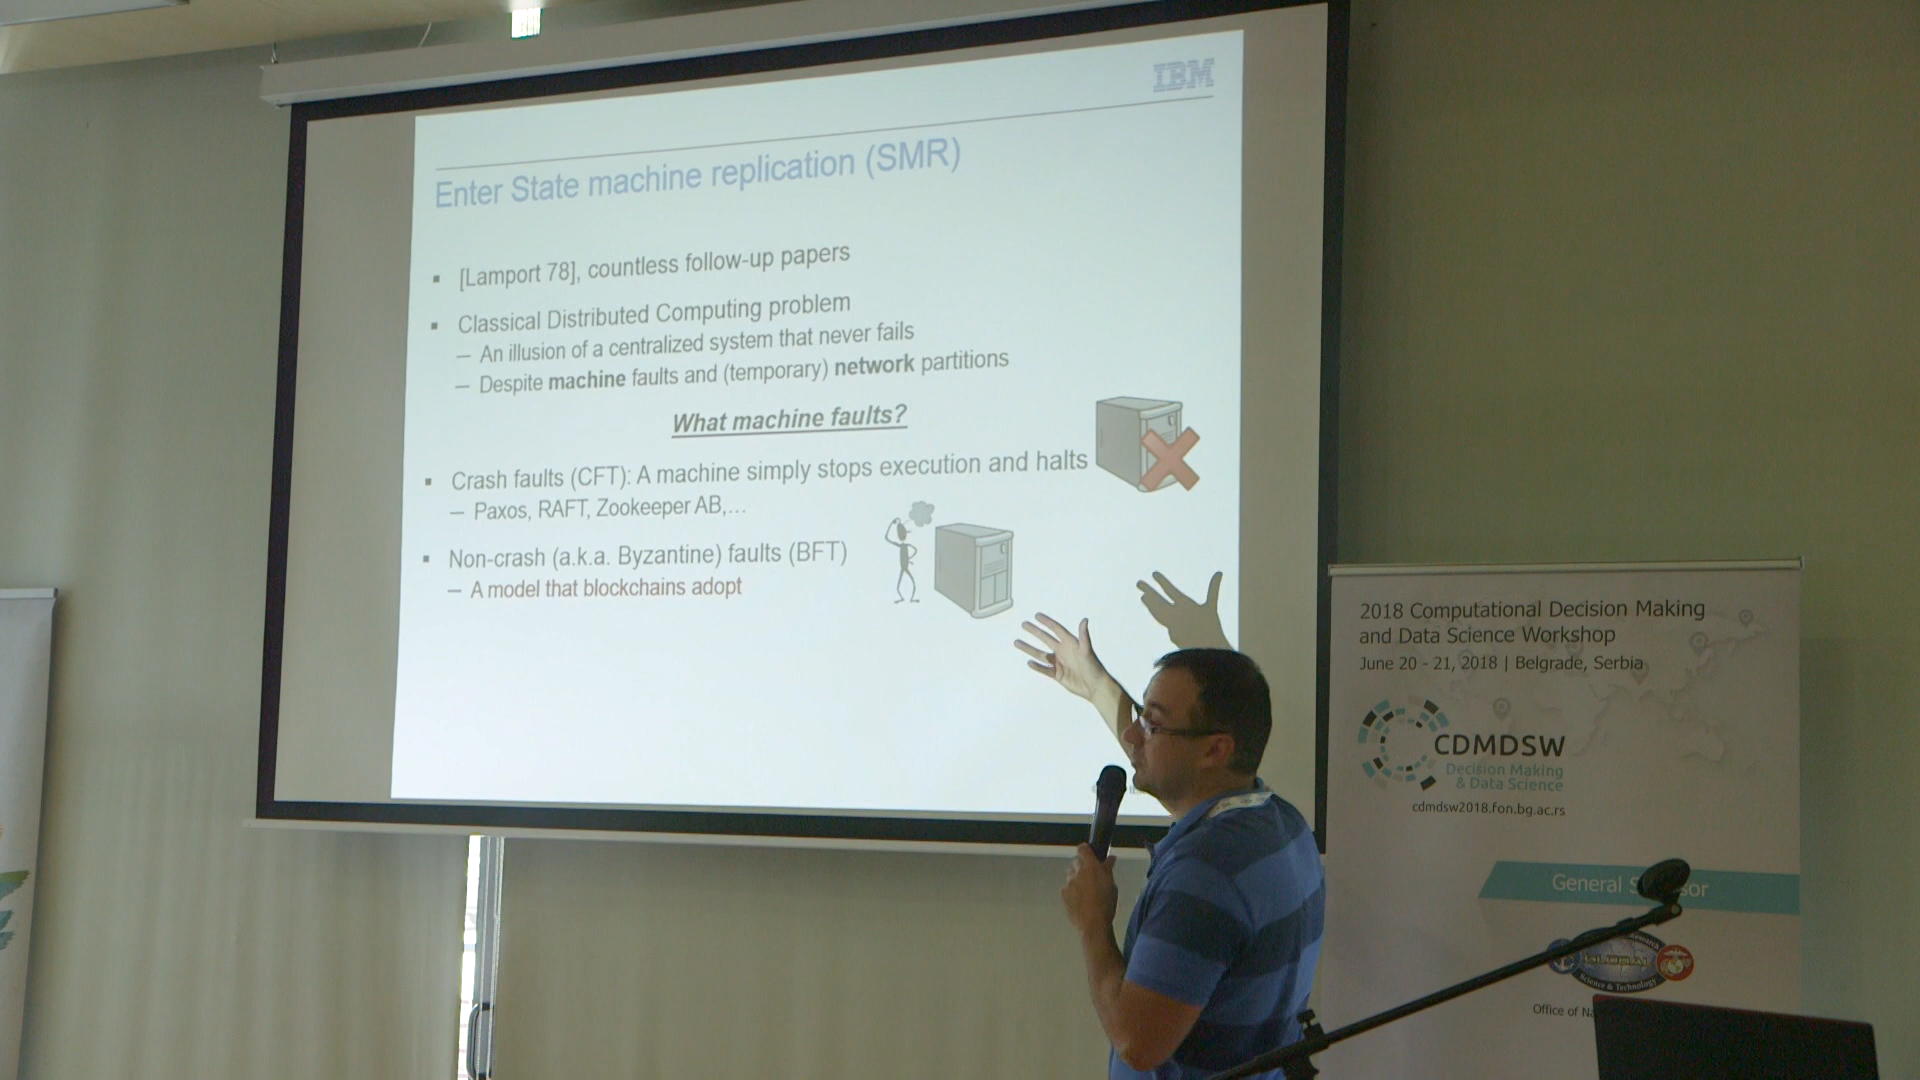 IBM
Enter State machine replication (SMR)
▪ [Lamport 78], countless follow-up papers
▪ Classical Distributed Computing problem
– An illusion of a centralized system that never fails
– Despite machine faults and (temporary) network partitions
What machine faults?
▪ Crash faults (CFT): A machine simply stops execution and halts
– Paxos, RAFT, Zookeeper AB,…
▪ Non-crash (a.k.a. Byzantine) faults (BFT)
– A model that blockchains adopt
2018 Computational Decision Making
and Data Science Workshop
June 20 - 21, 2018 | Belgrade, Serbia
CDMDSW
Decision Making
& Data Science
cdmdsw2018.fon.bg.ac.rs
General
GLOBAL
Science & Technology
Office of